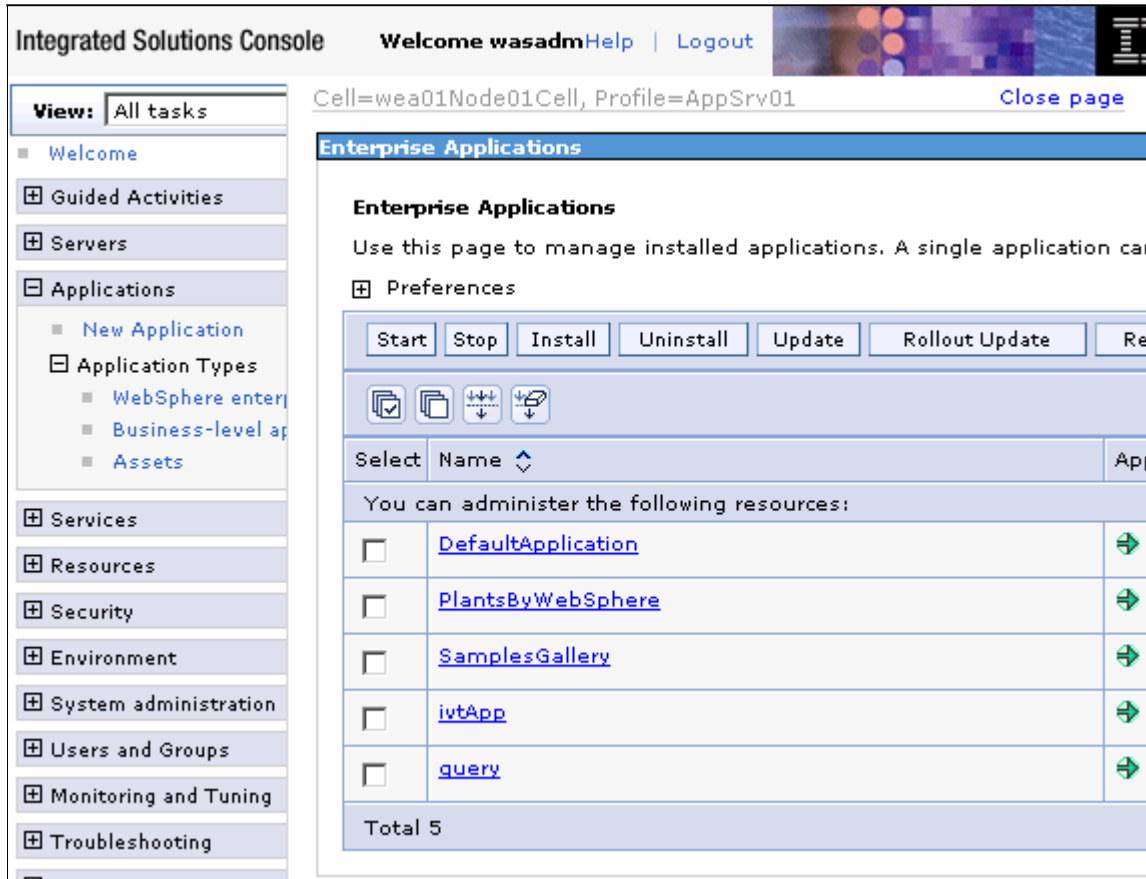 Integrated Solutions Console Welcome wasadm Help | Logout
View: All tasks
Welcome
Guided Activities
Servers
Applications
New Application
Application Types
WebSphere enterp
Business-level ap
Assets
Services
Resources
Security
Environment
System administration
Users and Groups
Monitoring and Tuning
Troubleshooting
Cell=wea01Node01Cell, Profile=AppSrv01 Close page
Enterprise Applications
Enterprise Applications
Use this page to manage installed applications. A single application ca
Preferences
Start Stop Install Uninstall Update Rollout Update Re
Select Name App
You can administer the following resources:
DefaultApplication
PlantsByWebSphere
SamplesGallery
ivtApp
query
Total 5